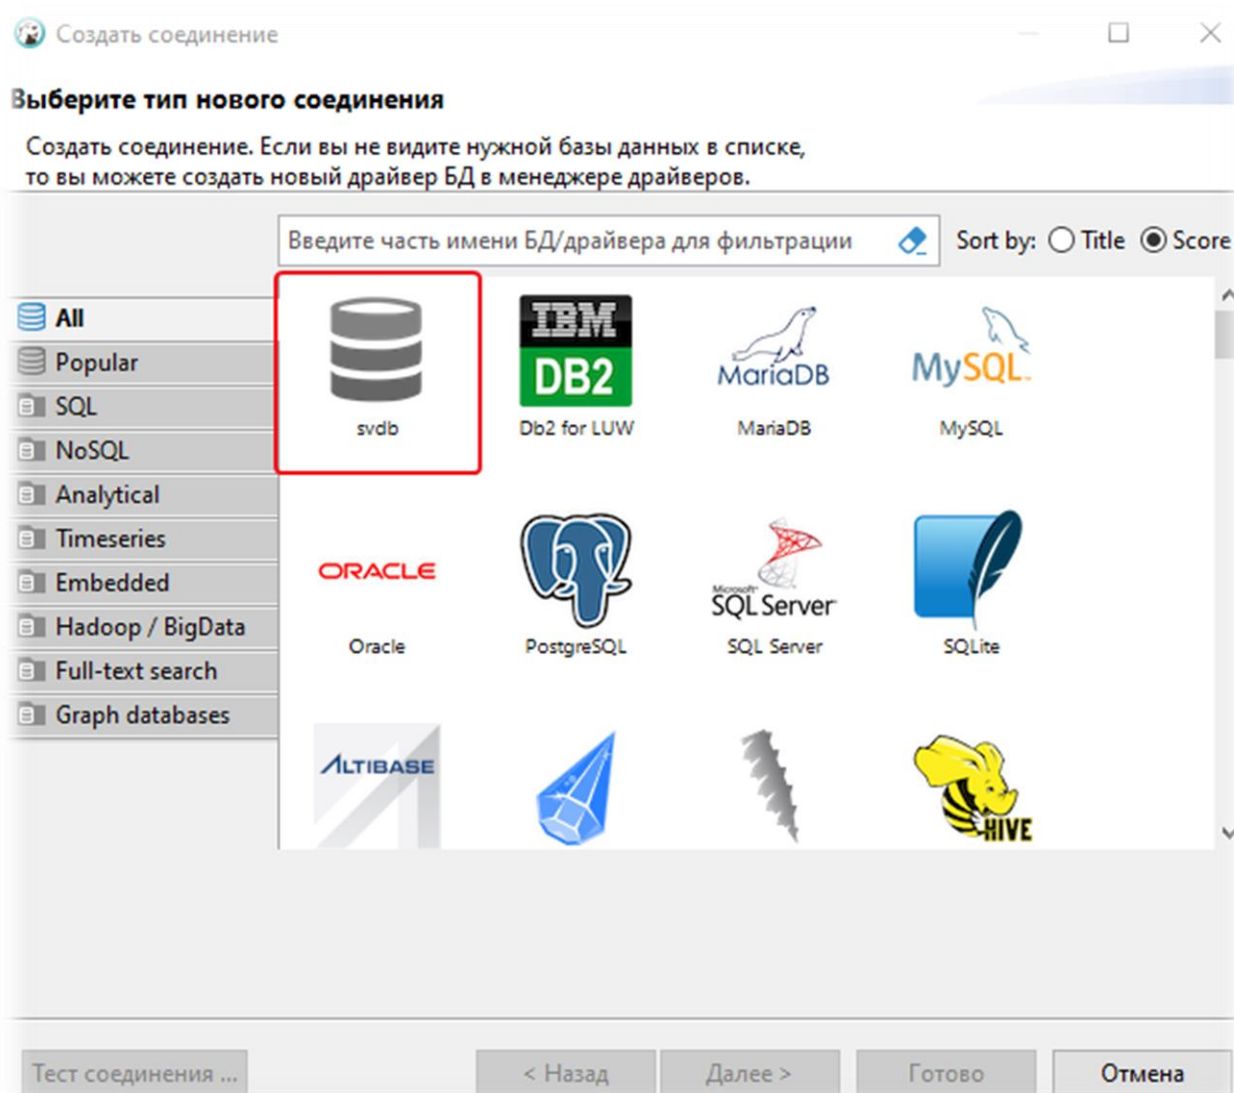 Создать соединение
Выберите тип нового соединения
Создать соединение. Если вы не видите нужной базы данных в списке,
то вы можете создать новый драйвер БД в менеджере драйверов.
Введите часть имени БД/драйвера для фильтрации
Sort by: Title Score
All
Popular
SQL
NoSQL
Analytical
Timeseries
Embedded
Hadoop / BigData
Full-text search
Graph databases
svdb
IBM
DB2
Db2 for LUW
MariaDB
MariaDB
MySQL
MySQL
ORACLE
Oracle
PostgreSQL
Microsoft
SQL Server
SQL Server
SQLite
ALTIBASE
HIVE
Тест соединения ...
< Назад
Далее >
Готово
Отмена